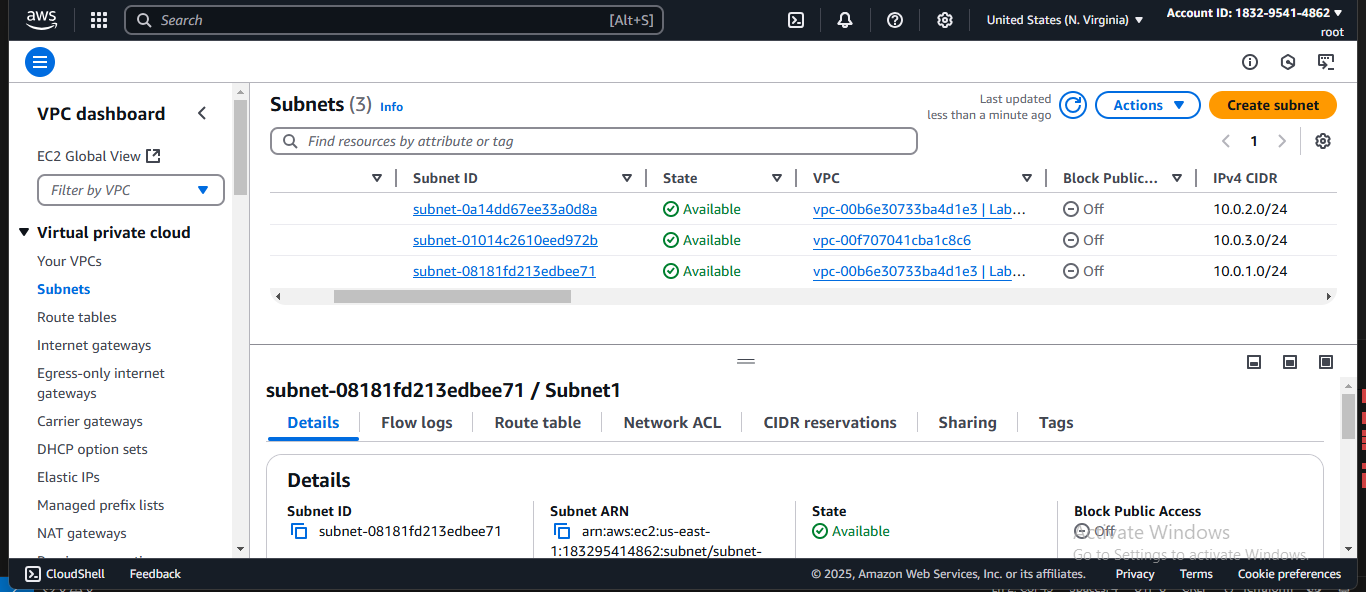 aws
Search [Alt+S]
United States (N. Virginia)
Account ID: 1832-9541-4862
root
VPC dashboard
EC2 Global View
Filter by VPC
Virtual private cloud
Your VPCs
Subnets
Route tables
Internet gateways
Egress-only internet
gateways
Carrier gateways
DHCP option sets
Elastic IPs
Managed prefix lists
NAT gateways
Subnets (3) Info
Last updated
less than a minute ago
Actions
Create subnet
Find resources by attribute or tag
1
Subnet ID State VPC Block Public... IPv4 CIDR
subnet-0a14dd67ee33a0d8a Available vpc-00b6e30733ba4d1e3 | Lab... Off 10.0.2.0/24
subnet-01014c2610eed972b Available vpc-00f707041cba1c8c6 Off 10.0.3.0/24
subnet-08181fd213edbee71 Available vpc-00b6e30733ba4d1e3 | Lab... Off 10.0.1.0/24
subnet-08181fd213edbee71 / Subnet1
Details Flow logs Route table Network ACL CIDR reservations Sharing Tags
Details
Subnet ID
subnet-08181fd213edbee71
Subnet ARN
arn:aws:ec2:us-east-
1:183295414862:subnet/subnet-
State
Available
Block Public Access
Off
Activate Windows
Go to Settings to activate Windows.
CloudShell Feedback
© 2025, Amazon Web Services, Inc. or its affiliates. Privacy Terms Cookie preferences